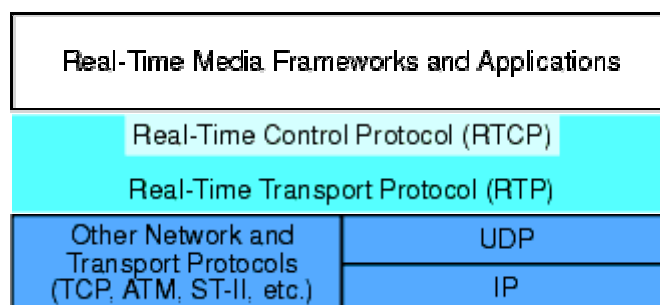 Real-Time Media Frameworks and Applications
Real-Time Control Protocol (RTCP)
Real-Time Transport Protocol (RTP)
Other Network and
Transport Protocols
(TCP, ATM, ST-II, etc.)
UDP
IP